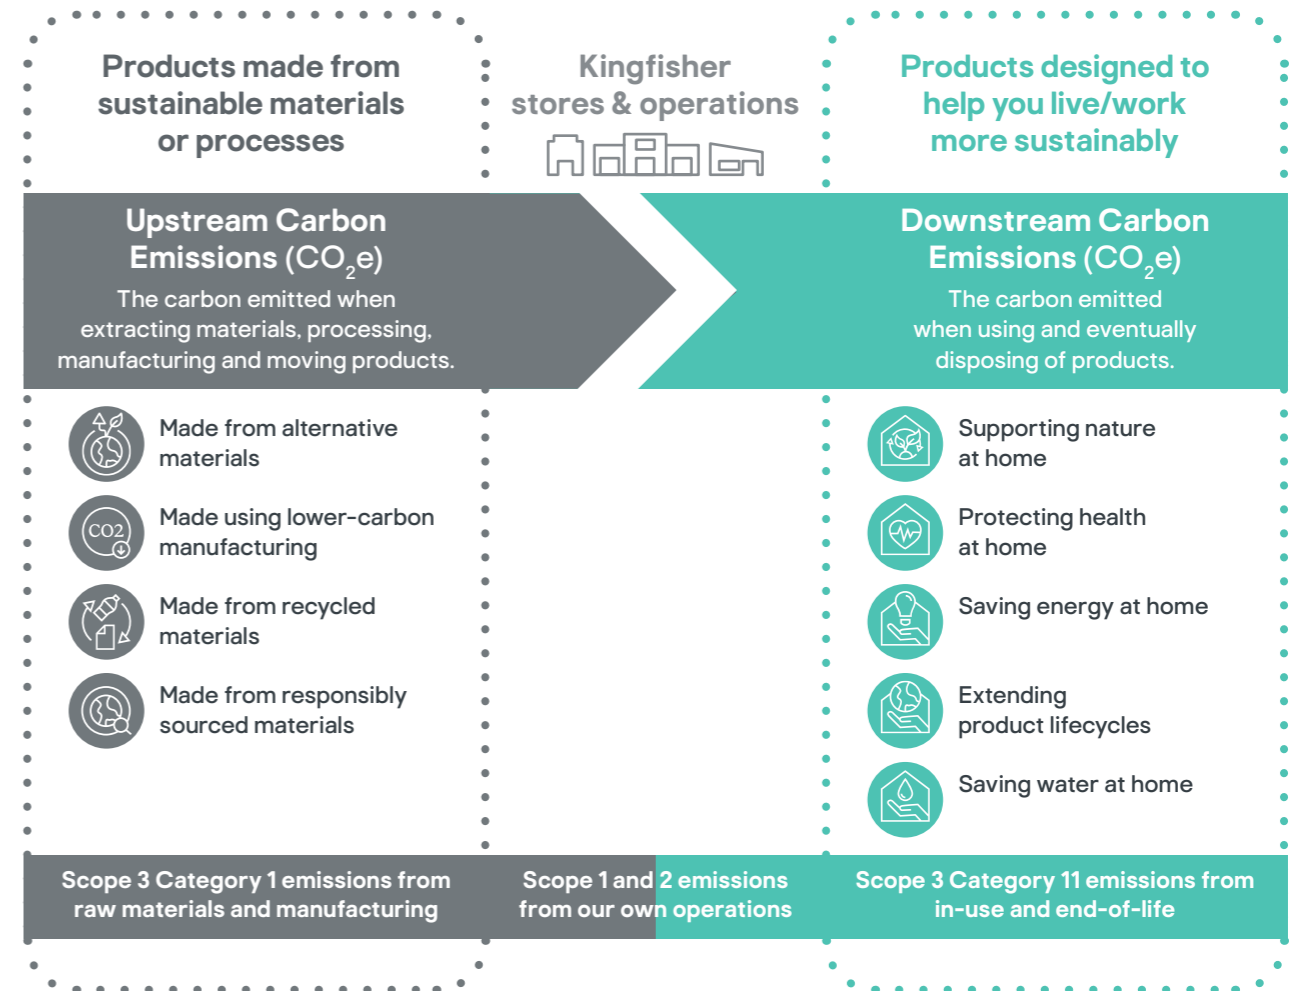 Products made from
sustainable materials
or processes
Kingfisher
stores & operations
Products designed to
help you live/work
more sustainably
Upstream Carbon
Emissions (CO₂e)
The carbon emitted when
extracting materials, processing,
manufacturing and moving products.
Downstream Carbon
Emissions (CO₂e)
The carbon emitted
when using and eventually
disposing of products.
Made from alternative
materials
CO2
Made using lower-carbon
manufacturing
Made from recycled
materials
Made from responsibly
sourced materials
Supporting nature
at home
Protecting health
at home
Saving energy at home
Extending
product lifecycles
Saving water at home
Scope 3 Category 1 emissions from
raw materials and manufacturing
Scope 1 and 2 emissions
from our own operations
Scope 3 Category 11 emissions from
in-use and end-of-life